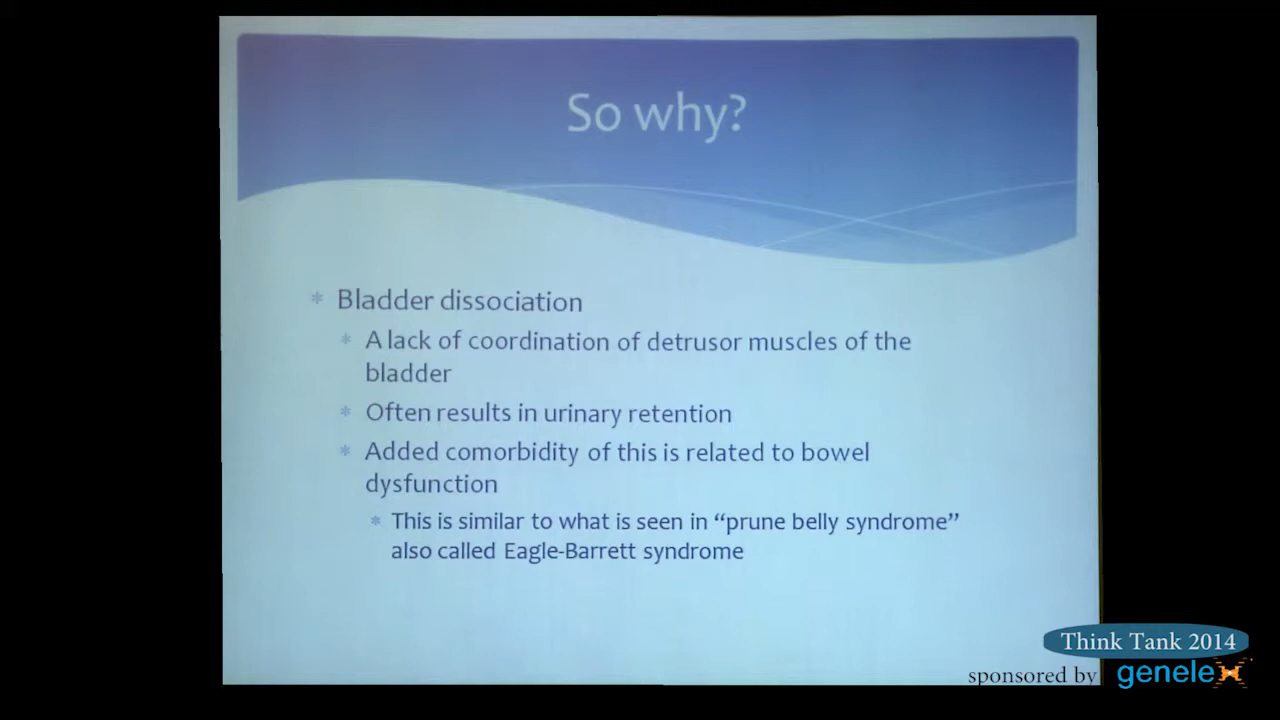 So why?
* Bladder dissociation
* A lack of coordination of detrusor muscles of the
bladder
* Often results in urinary retention
* Added comorbidity of this is related to bowel
dysfunction
* This is similar to what is seen in “prune belly syndrome”
also called Eagle-Barrett syndrome
Think Tank 2014
sponsored by genelex